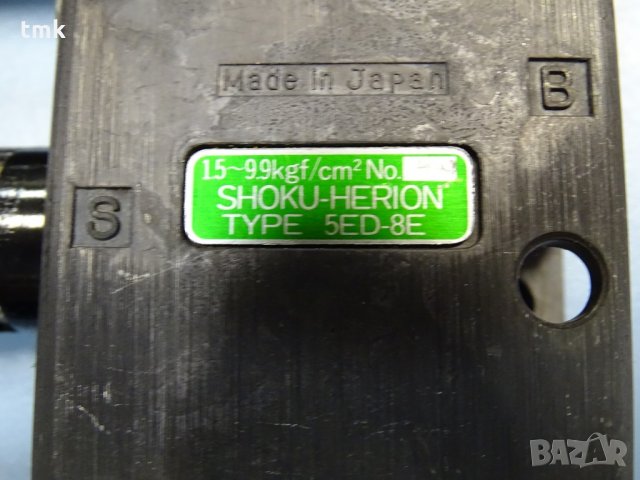 tmk
Made in Japan
B
1.5~9.9kgf/cm² No.
SHOKU-HERION
TYPE 5ED-8E
S
BAZAR